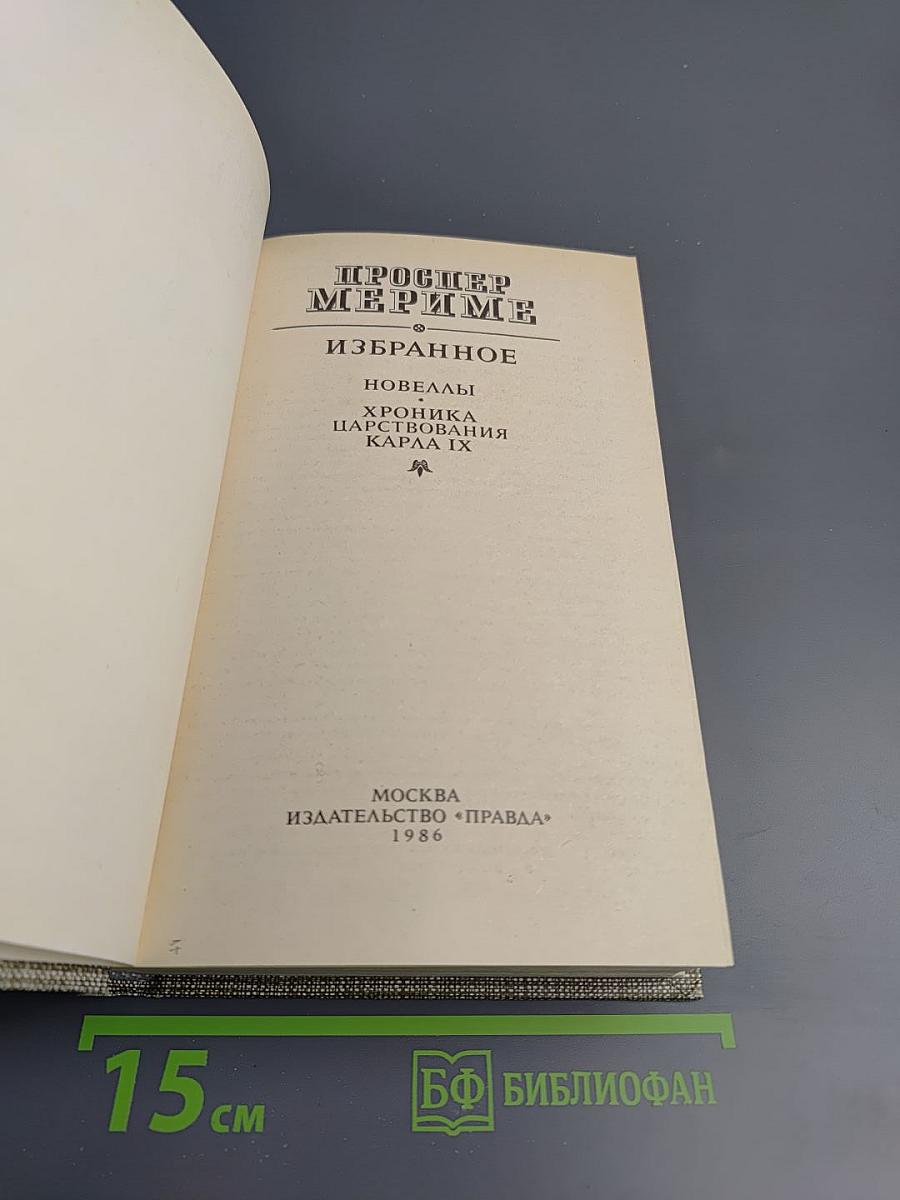 ПРОСПЕР
МЕРИМЕ
ИЗБРАННОЕ
НОВЕЛЛЫ
ХРОНИКА
ЦАРСТВОВАНИЯ
КАРЛА IX
МОСКВА
ИЗДАТЕЛЬСТВО «ПРАВДА»
1986
15 см
БФ БИБЛИОФАН